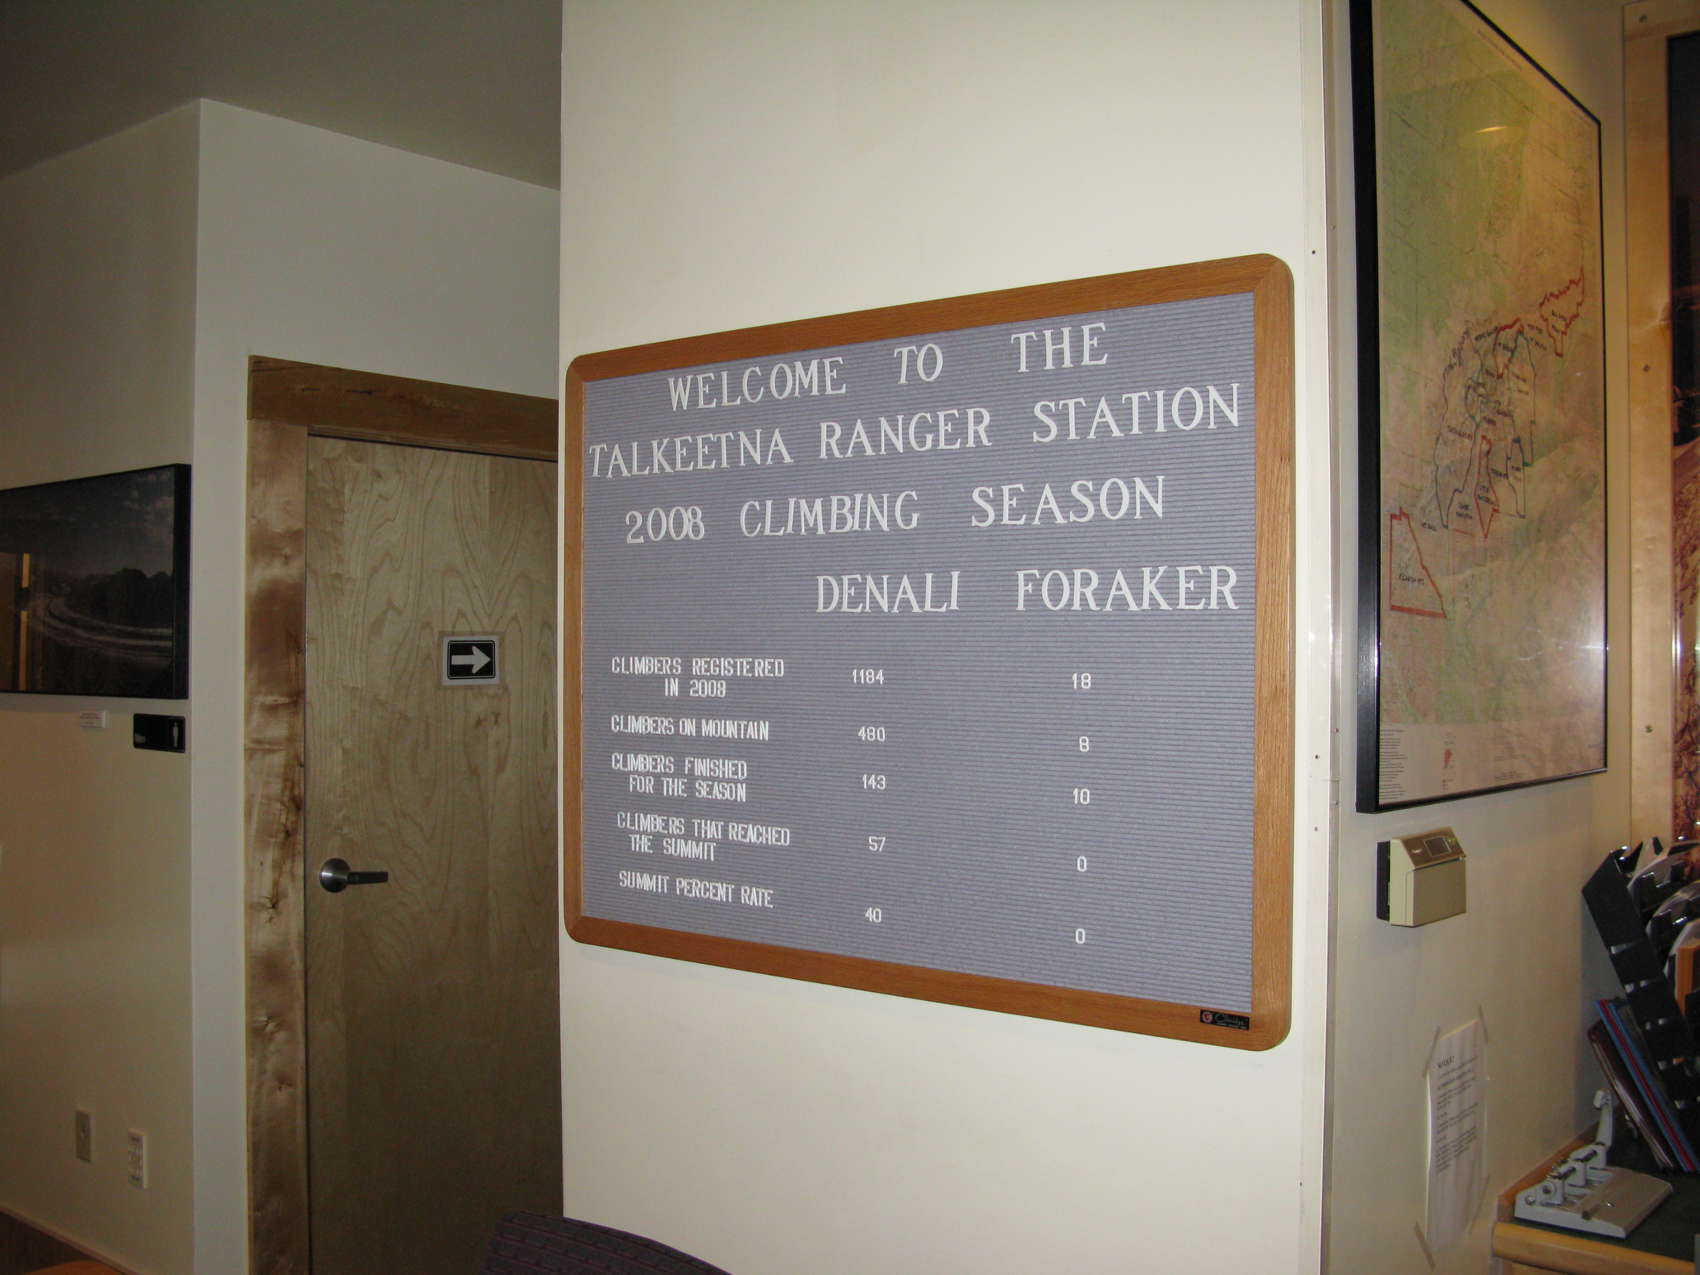 WELCOME TO THE
TALKEETNA RANGER STATION
2008 CLIMBING SEASON
DENALI FORAKER
CLIMBERS REGISTERED
IN 2008 1184 18
CLIMBERS ON MOUNTAIN 480 8
CLIMBERS FINISHED
FOR THE SEASON 143 10
CLIMBERS THAT REACHED
THE SUMMIT 57 0
SUMMIT PERCENT RATE 40 0